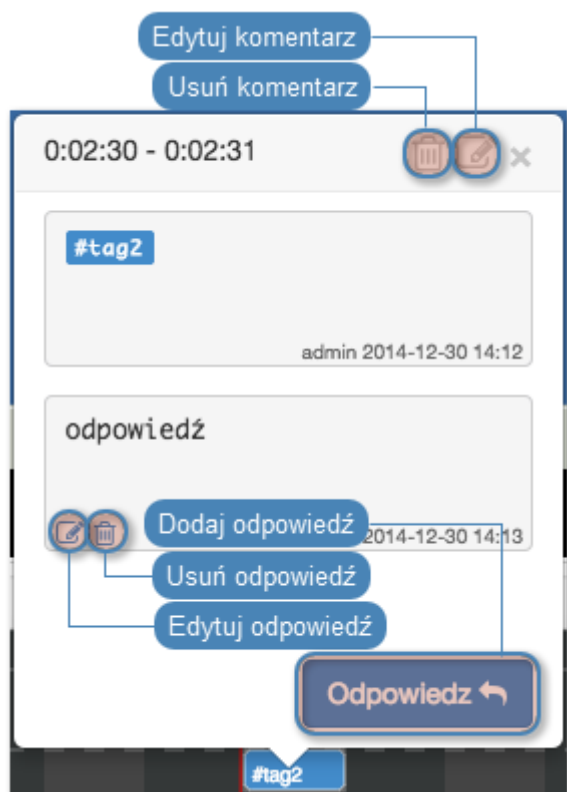 Edytuj komentarz
Usuń komentarz
0:02:30 - 0:02:31
#tag2
admin 2014-12-30 14:12
odpowiedź
Dodaj odpowiedź
2014-12-30 14:13
Usuń odpowiedź
Edytuj odpowiedź
Odpowiedz
#tag2